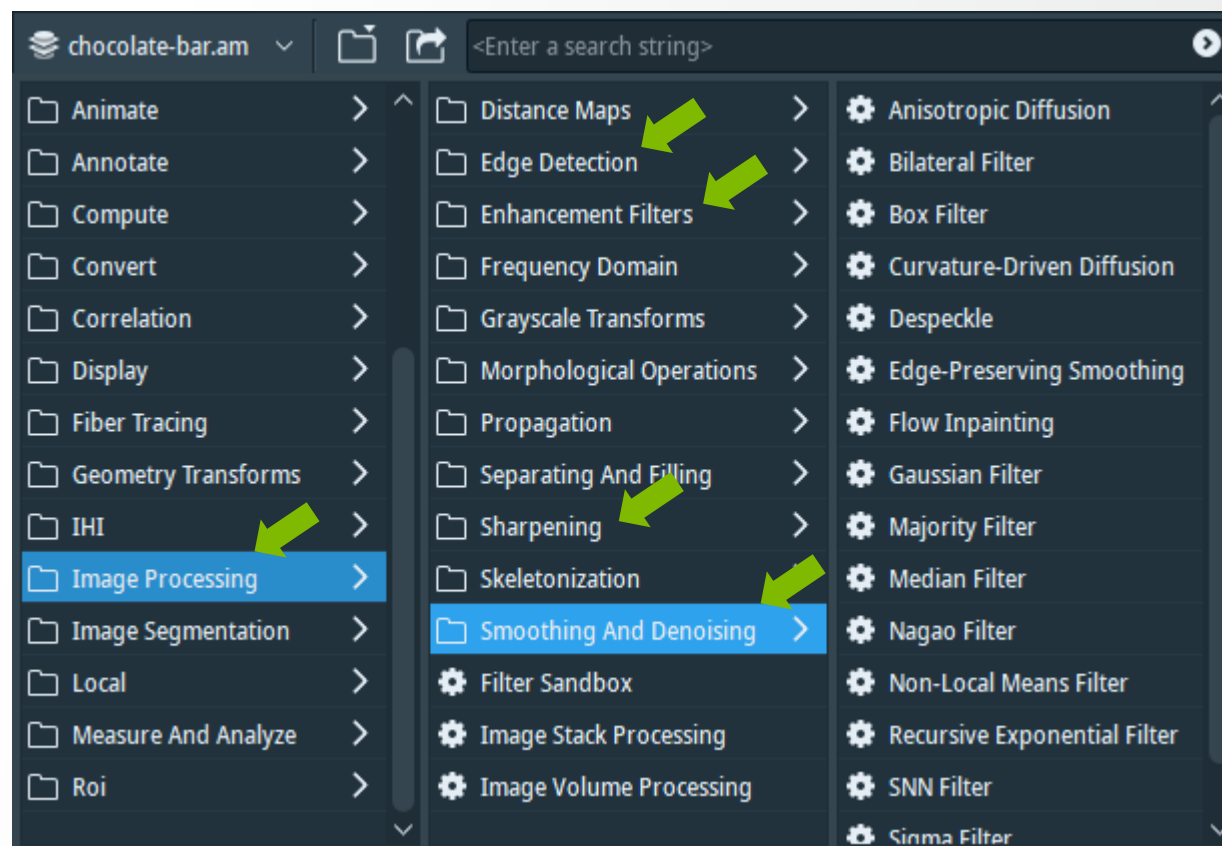 chocolate-bar.am
<Enter a search string>
Animate
Annotate
Compute
Convert
Correlation
Display
Fiber Tracing
Geometry Transforms
IHI
Image Processing
Image Segmentation
Local
Measure And Analyze
Roi
Distance Maps
Edge Detection
Enhancement Filters
Frequency Domain
Grayscale Transforms
Morphological Operations
Propagation
Separating And Filling
Sharpening
Skeletonization
Smoothing And Denoising
Filter Sandbox
Image Stack Processing
Image Volume Processing
Anisotropic Diffusion
Bilateral Filter
Box Filter
Curvature-Driven Diffusion
Despeckle
Edge-Preserving Smoothing
Flow Inpainting
Gaussian Filter
Majority Filter
Median Filter
Nagao Filter
Non-Local Means Filter
Recursive Exponential Filter
SNN Filter
Sigma Filter